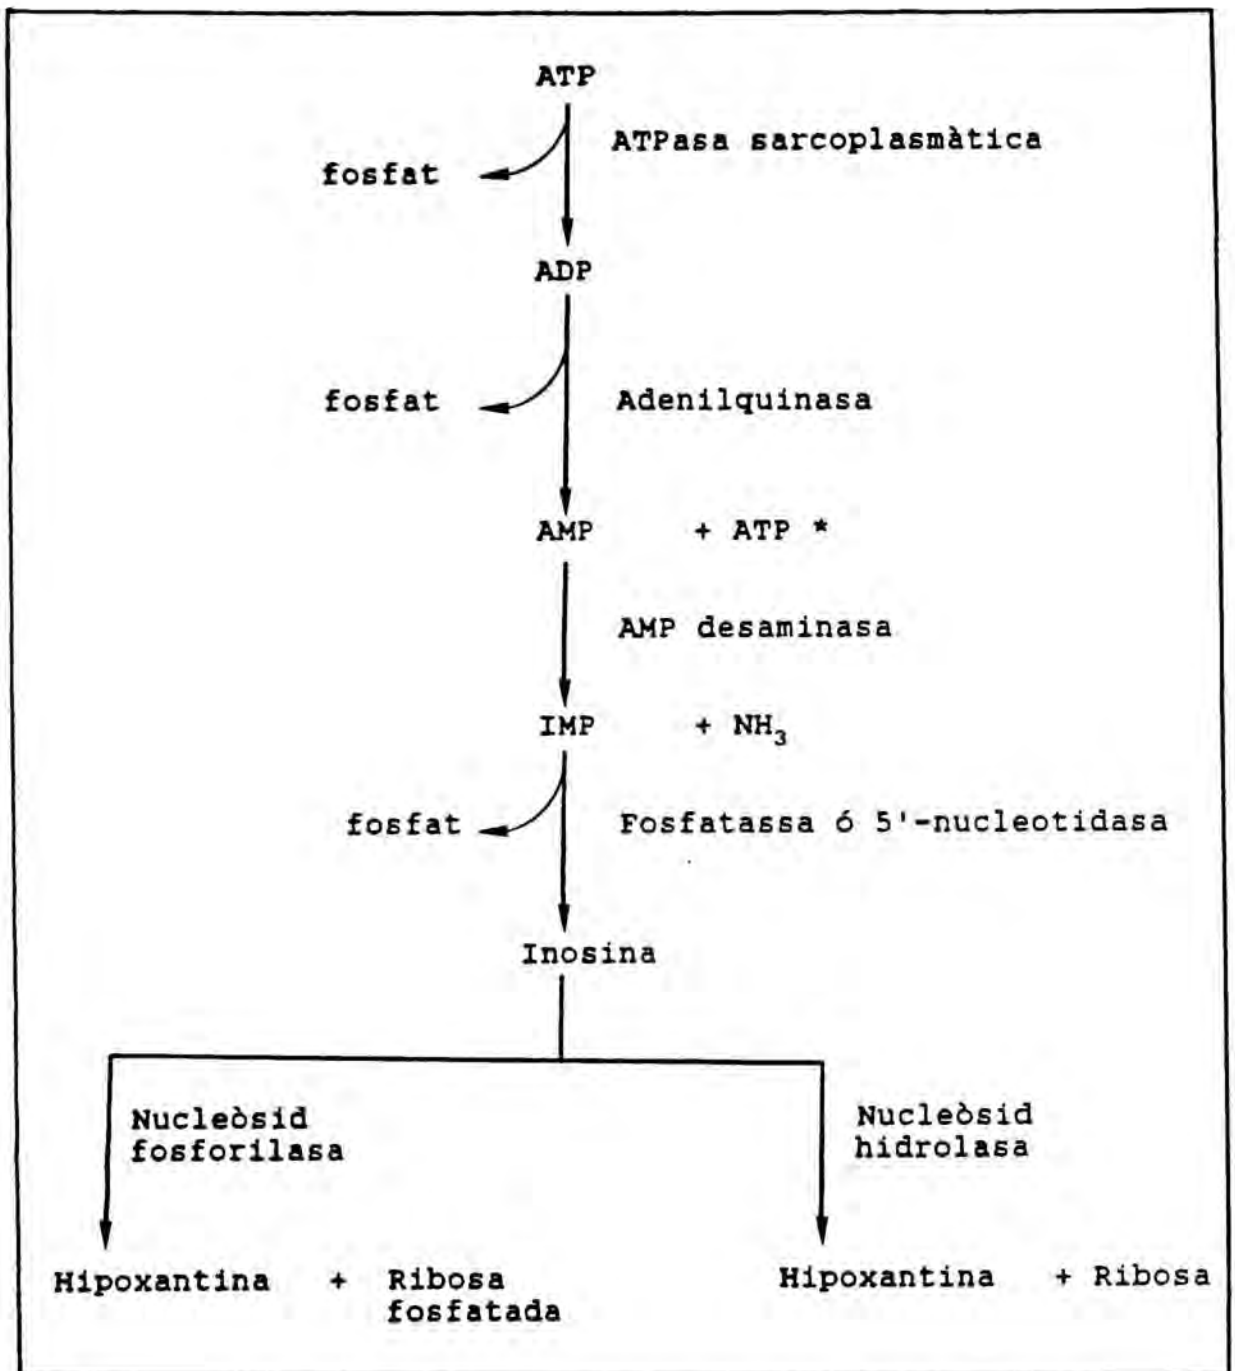 ATP
ATPasa sarcoplasmàtica
fosfat
ADP
fosfat
Adenilquinasa
AMP + ATP *
AMP desaminasa
IMP + NH₃
fosfat
Fosfatassa ó 5'-nucleotidasa
Inosina
Nucleòsid
fosforilasa
Nucleòsid
hidrolasa
Hipoxantina + Ribosa
fosfatada
Hipoxantina + Ribosa